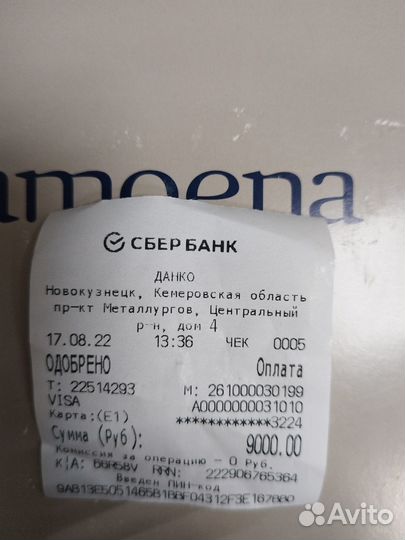 amoena
СБЕРБАНК
ДАНКО
Новокузнецк, Кемеровская область
пр-кт Металлургов, Центральный
р-н, дом 4
17.08.22 13:36 ЧЕК 0005
ОДОБРЕНО Оплата
Т: 22514293 М: 261000030199
VISA A0000000031010
Карта:(E1) ************3224
Сумма (Руб): 9000.00
Комиссия за операцию – 0 Руб.
К/А: 66R58V RRN: 222906765364
Введен ПИН-код
Avito